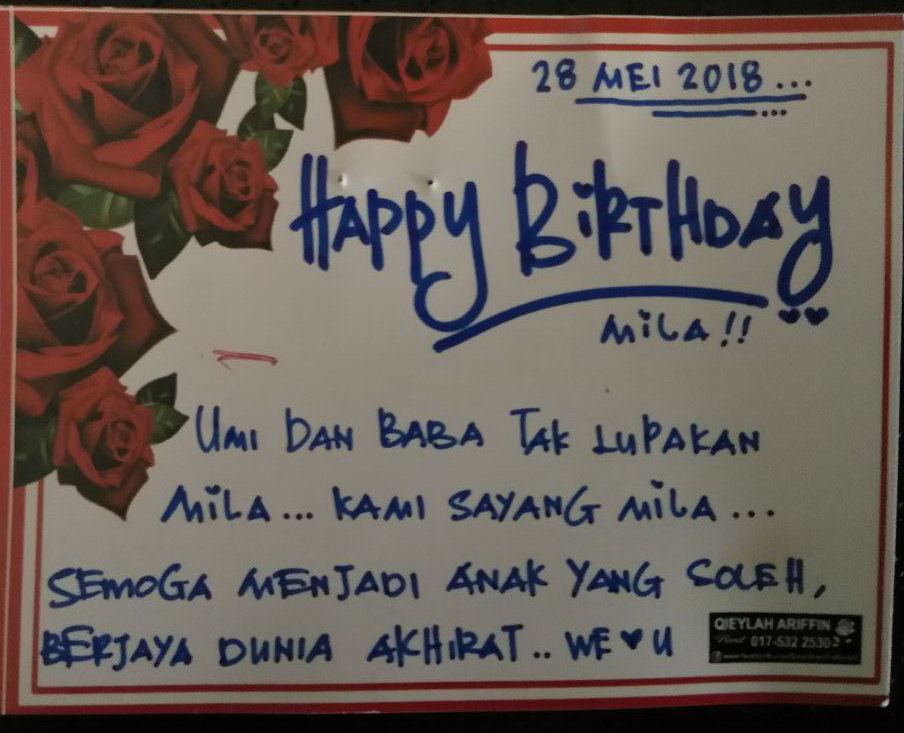 28 MEI 2018...
HAPPY BIRTHDAY
MILA!!
UMI DAN BABA TAK LUPAKAN
MILA... KAMI SAYANG MILA...
SEMOGA MENJADI ANAK YANG SOLEH,
BERJAYA DUNIA AKHIRAT.. WE ♥ U
QIEYLAH ARIFFIN
017-532 2530